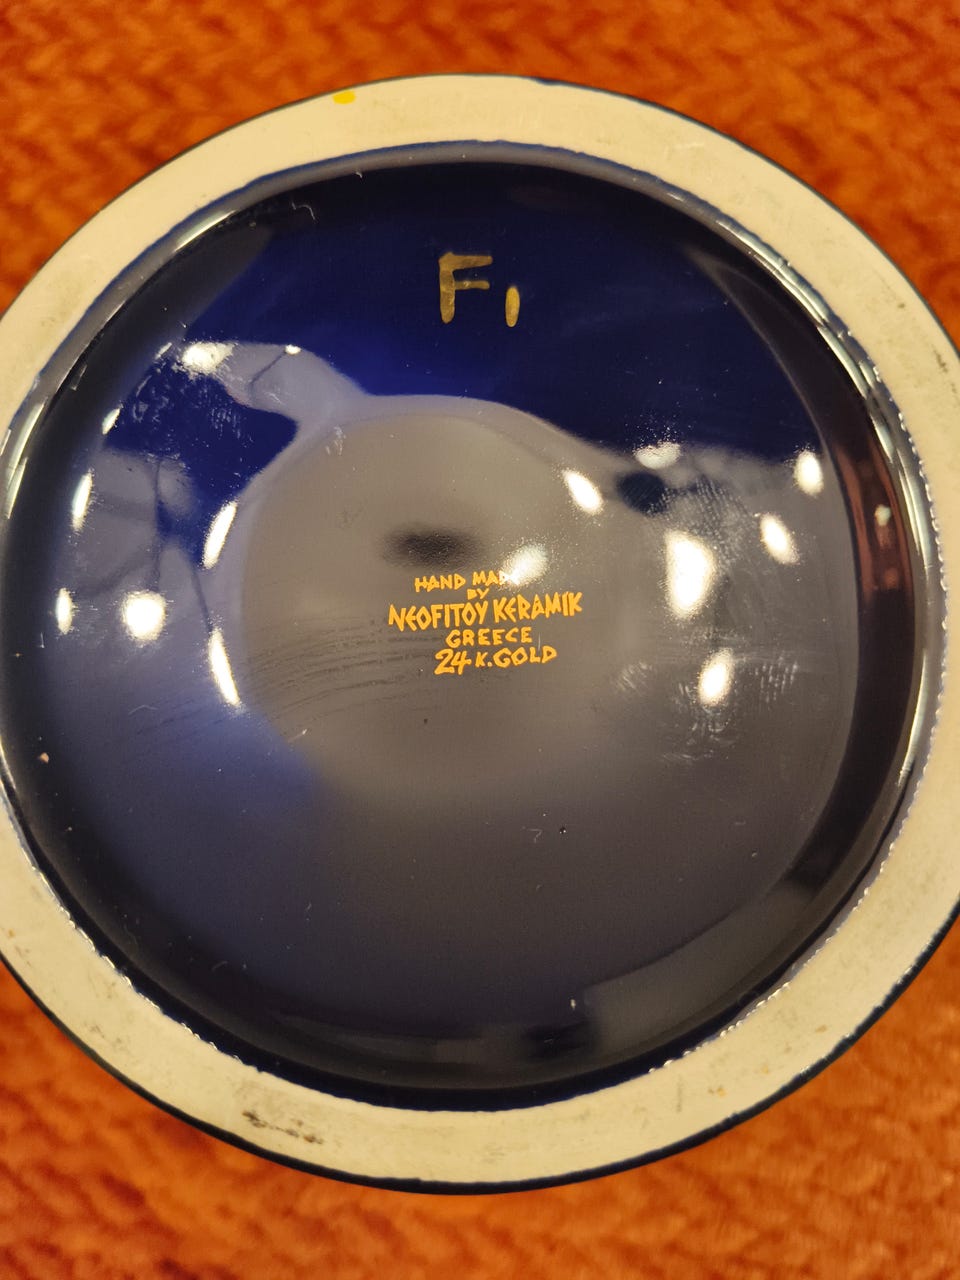 F1
HAND MADE
BY
NEOFITOY KERAMIK
GREECE
24 K. GOLD